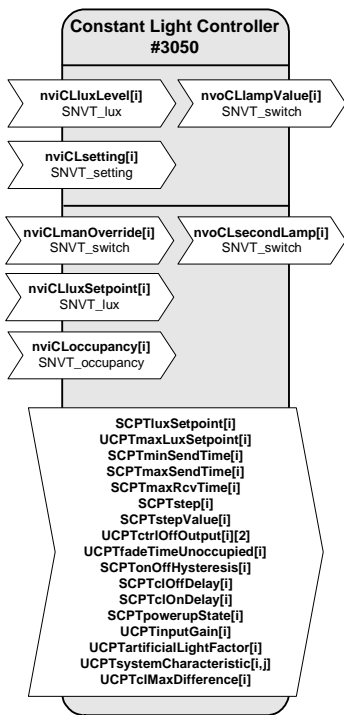 Constant Light Controller
#3050
nviCLluxLevel[i]
SNVT_lux
nvoCLlampValue[i]
SNVT_switch
nviCLsetting[i]
SNVT_setting
nviCLmanOverride[i]
SNVT_switch
nvoCLsecondLamp[i]
SNVT_switch
nviCLluxSetpoint[i]
SNVT_lux
nviCLoccupancy[i]
SNVT_occupancy
SCPTluxSetpoint[i]
UCPTmaxLuxSetpoint[i]
SCPTminSendTime[i]
SCPTmaxSendTime[i]
SCPTmaxRcvTime[i]
SCPTstep[i]
SCPTstepValue[i]
UCPTctrlOffOutput[i][2]
UCPTfadeTimeUnoccupied[i]
SCPTonOffHysteresis[i]
SCPTclOffDelay[i]
SCPTclOnDelay[i]
SCPTpowerupState[i]
UCPTinputGain[i]
UCPTartificialLightFactor[i]
UCPTsystemCharacteristic[i,j]
UCPTclMaxDifference[i]